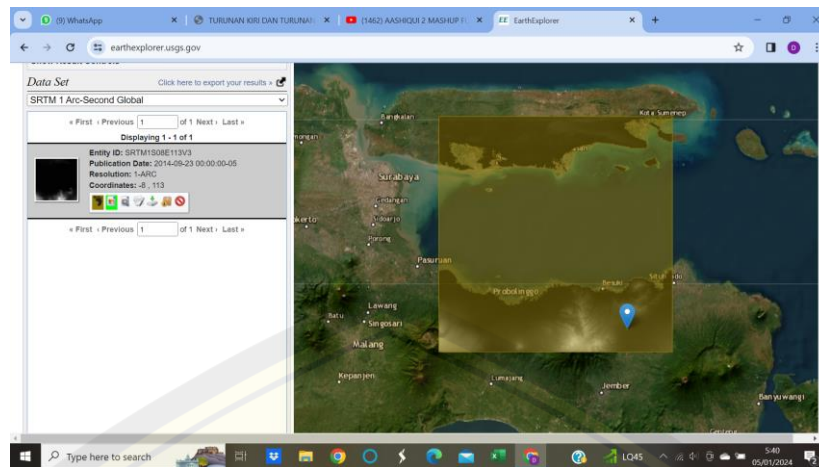 (9) WhatsApp
TURUNAN KIRI DAN TURUNAN
(1462) AASHIQUI 2 MASHUP F
EarthExplorer
earthexplorer.usgs.gov
Data Set
Click here to export your results »
SRTM 1 Arc-Second Global
« First ‹ Previous 1 of 1 Next › Last »
Displaying 1 - 1 of 1
Entity ID: SRTM1S08E113V3
Publication Date: 2014-09-23 00:00:00-05
Resolution: 1-ARC
Coordinates: -8 , 113
« First ‹ Previous 1 of 1 Next › Last »
Bangkalan
Kota Sumenep
mongan
Surabaya
Gedangan
kerto
Sidoarjo
Porong
Pasuruan
Probolinggo
Besuki
Lawang
Batu
Singosari
Malang
Kepanjen
Lumajang
Jember
Banyuwangi
Type here to search
LQ45
5:40
05/01/2024